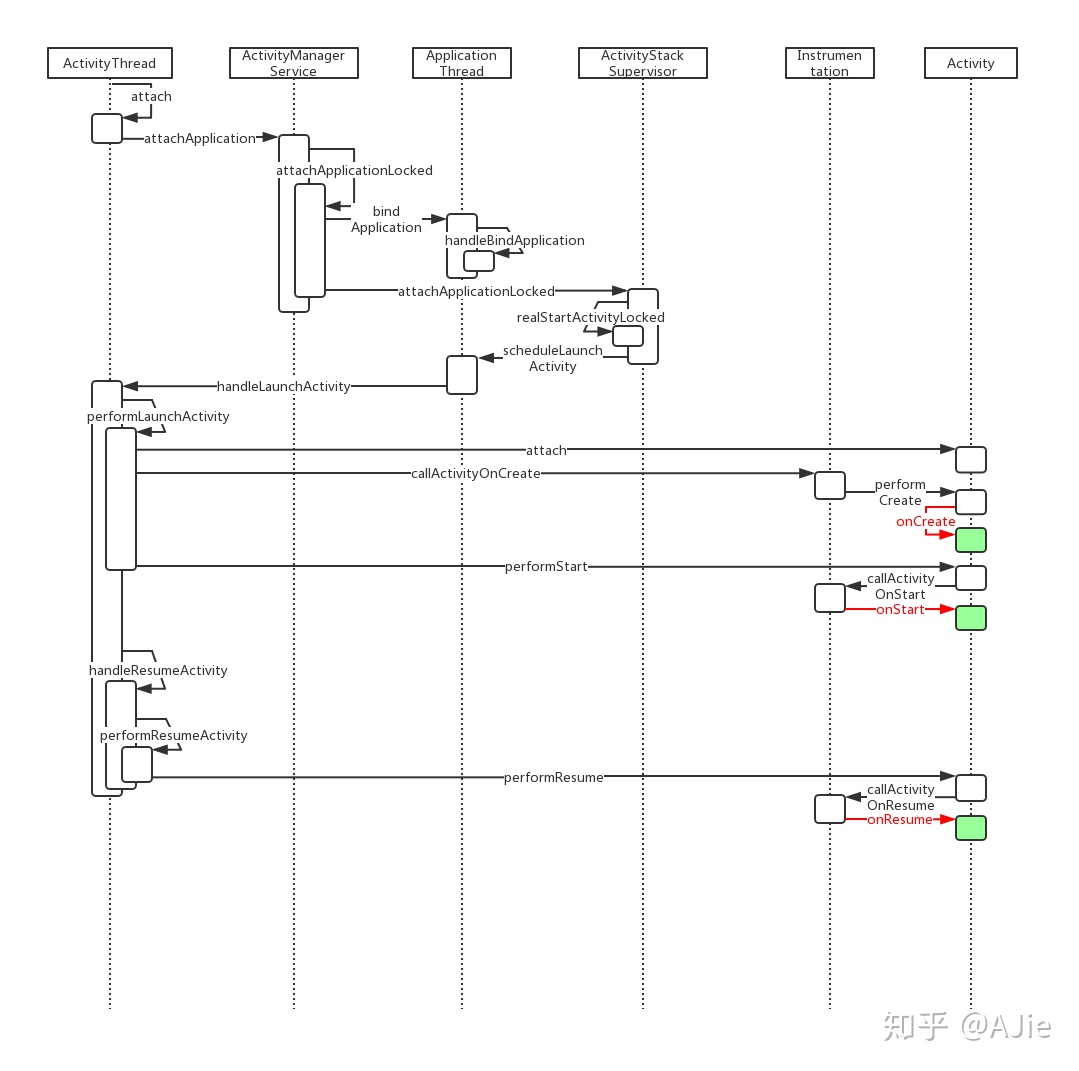 ActivityThread
ActivityManager
Service
Application
Thread
ActivityStack
Supervisor
Instrumen
tation
Activity
attach
attachApplication
attachApplicationLocked
bind
Application
handleBindApplication
attachApplicationLocked
realStartActivityLocked
scheduleLaunch
Activity
handleLaunchActivity
performLaunchActivity
attach
callActivityOnCreate
perform
Create
onCreate
performStart
callActivity
OnStart
onStart
handleResumeActivity
performResumeActivity
performResume
callActivity
OnResume
onResume
知乎 @AJie